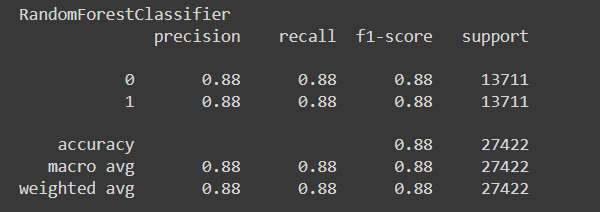 RandomForestClassifier
precision recall f1-score support
0 0.88 0.88 0.88 13711
1 0.88 0.88 0.88 13711
accuracy 0.88 27422
macro avg 0.88 0.88 0.88 27422
weighted avg 0.88 0.88 0.88 27422